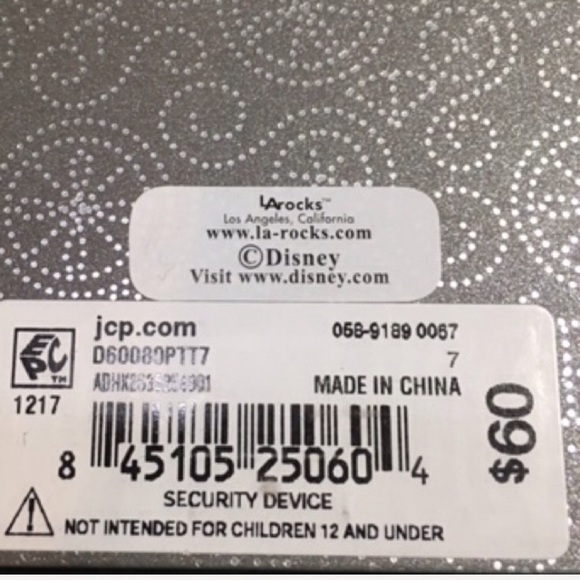 LArocks™
Los Angeles, California
www.la-rocks.com
©Disney
Visit www.disney.com
EPC™
1217
jcp.com
058-9189 0067
D60080PTT7
7
MADE IN CHINA
$60
8 45105 25060 4
SECURITY DEVICE
NOT INTENDED FOR CHILDREN 12 AND UNDER